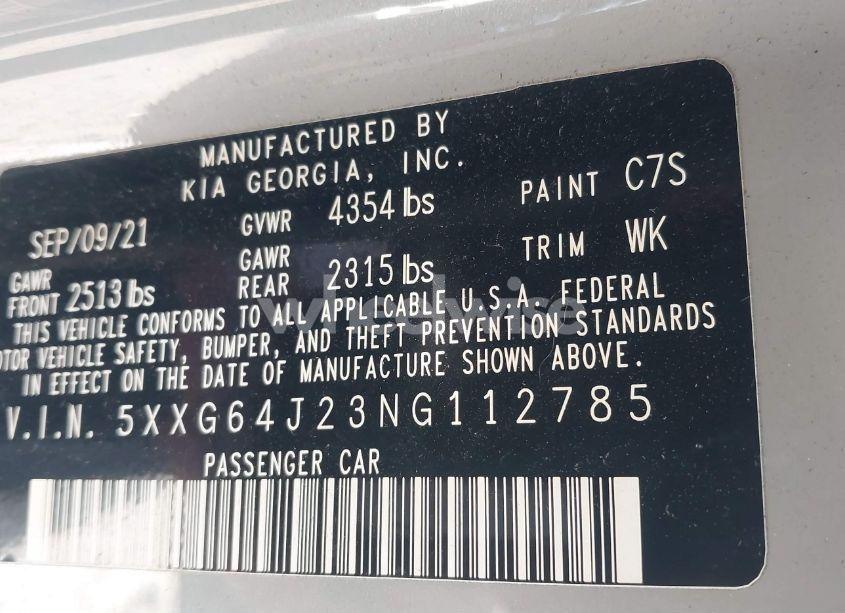 MANUFACTURED BY
KIA GEORGIA, INC.
SEP/09/21 GVWR 4354 lbs PAINT C7S
GAWR FRONT 2513 lbs GAWR REAR 2315 lbs TRIM WK
THIS VEHICLE CONFORMS TO ALL APPLICABLE U.S.A. FEDERAL
OTOR VEHICLE SAFETY, BUMPER, AND THEFT PREVENTION STANDARDS
IN EFFECT ON THE DATE OF MANUFACTURE SHOWN ABOVE.
V.I.N. 5XXG64J23NG112785
PASSENGER CAR
wheelwise